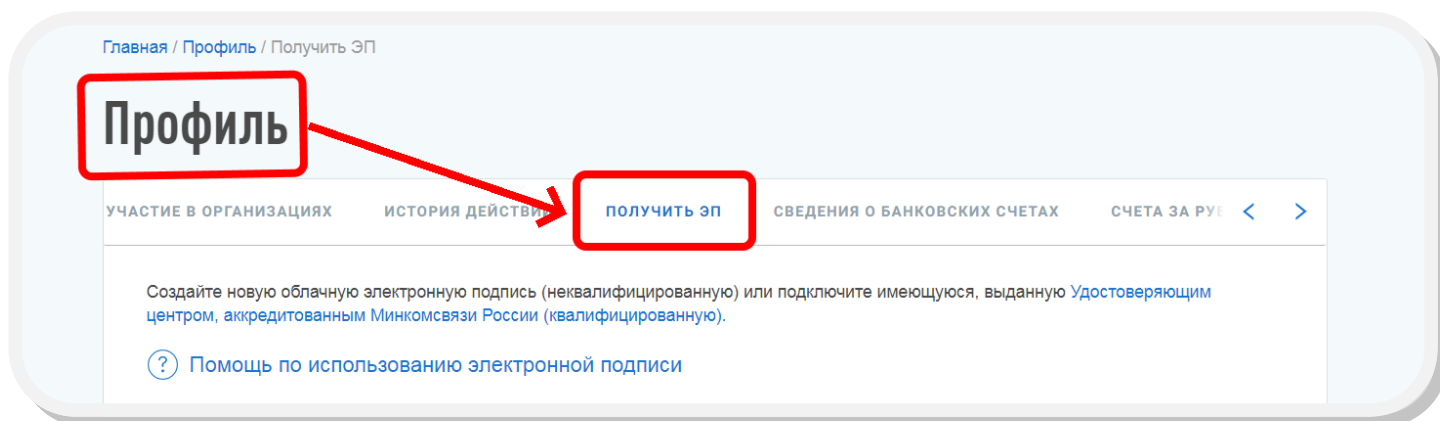 Главная / Профиль / Получить ЭП
Профиль
УЧАСТИЕ В ОРГАНИЗАЦИЯХ ИСТОРИЯ ДЕЙСТВИ ПОЛУЧИТЬ ЭП СВЕДЕНИЯ О БАНКОВСКИХ СЧЕТАХ СЧЕТА ЗА РУБ < >
Создайте новую облачную электронную подпись (неквалифицированную) или подключите имеющуюся, выданную Удостоверяющим
центром, аккредитованным Минкомсвязи России (квалифицированную).
? Помощь по использованию электронной подписи